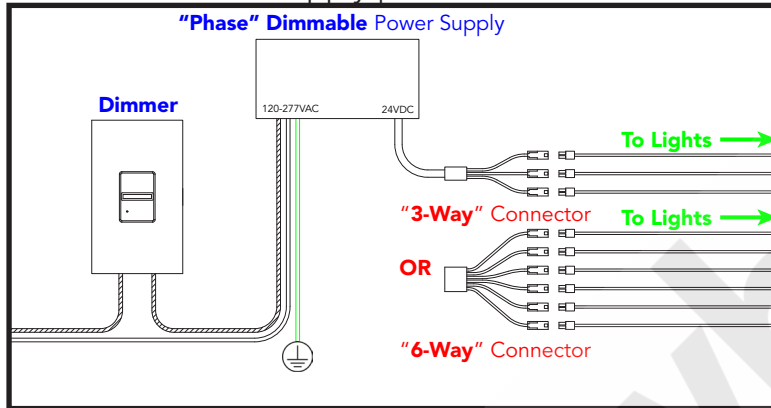 “Phase” Dimmable Power Supply
Dimmer
120-277VAC
24VDC
To Lights
“3-Way” Connector
To Lights
OR
“6-Way” Connector